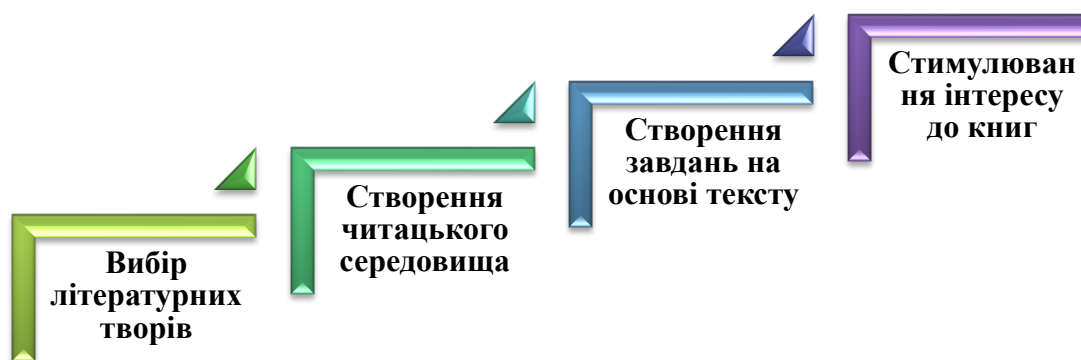 Вибір
літературних
творів
Створення
читацького
середовища
Створення
завдань на
основі тексту
Стимулюван
ня інтересу
до книг